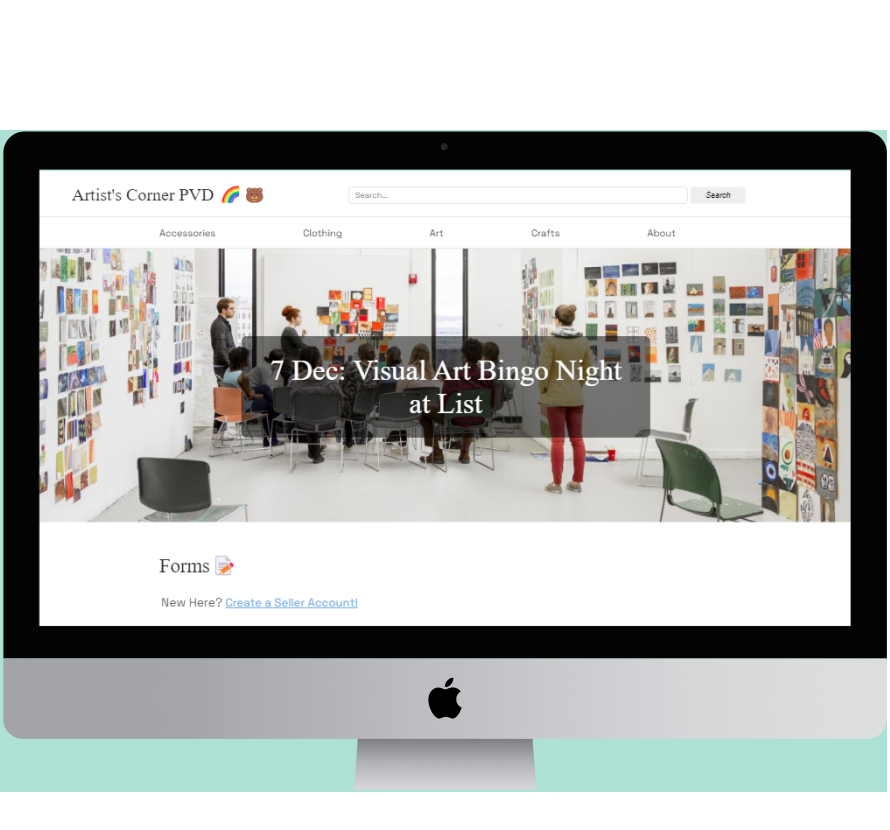 Artist's Corner PVD 🌈 🐻
Search...
Search
Accessories Clothing Art Crafts About
7 Dec: Visual Art Bingo Night
at List
Forms 📝
New Here? Create a Seller Account!